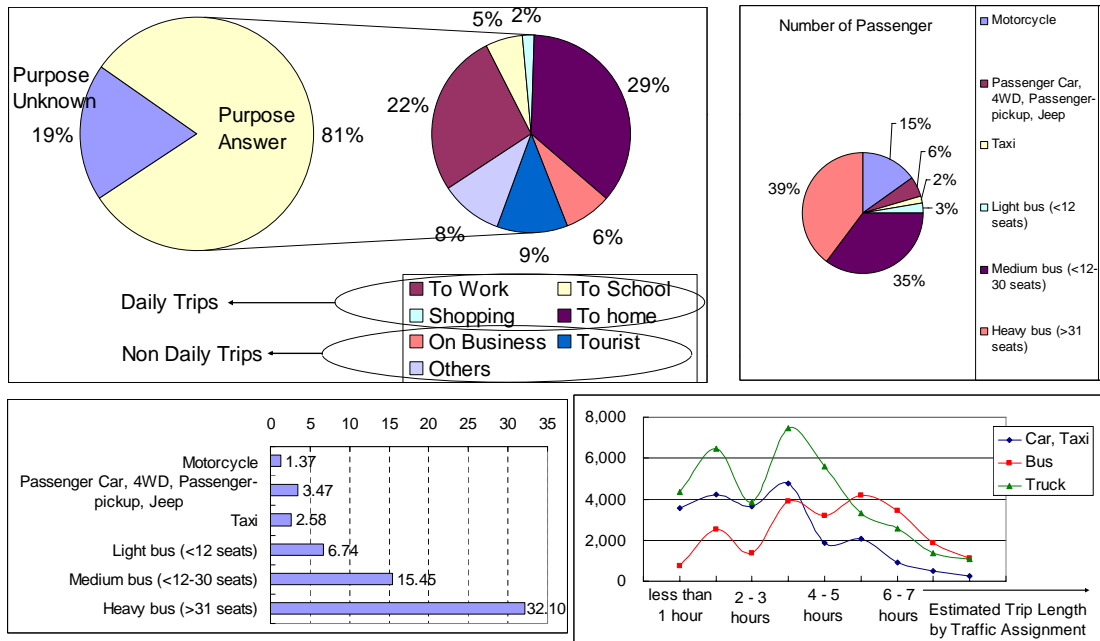 5%
2%
Purpose
Unknown
19%
Purpose
Answer
81%
22%
29%
8%
9%
6%
Daily Trips
Non Daily Trips
To Work
To School
Shopping
To home
On Business
Tourist
Others
Number of Passenger
15%
6%
2%
3%
39%
35%
Motorcycle
Passenger Car,
4WD, Passenger-
pickup, Jeep
Taxi
Light bus (<12
seats)
Medium bus (<12-
30 seats)
Heavy bus (>31
seats)
0 5 10 15 20 25 30 35
Motorcycle 1.37
Passenger Car, 4WD, Passenger-
pickup, Jeep 3.47
Taxi 2.58
Light bus (<12 seats) 6.74
Medium bus (<12-30 seats) 15.45
Heavy bus (>31 seats) 32.10
8,000
6,000
4,000
2,000
0
Car, Taxi
Bus
Truck
less than
1 hour
2 - 3
hours
4 - 5
hours
6 - 7
hours
Estimated Trip Length
by Traffic Assignment